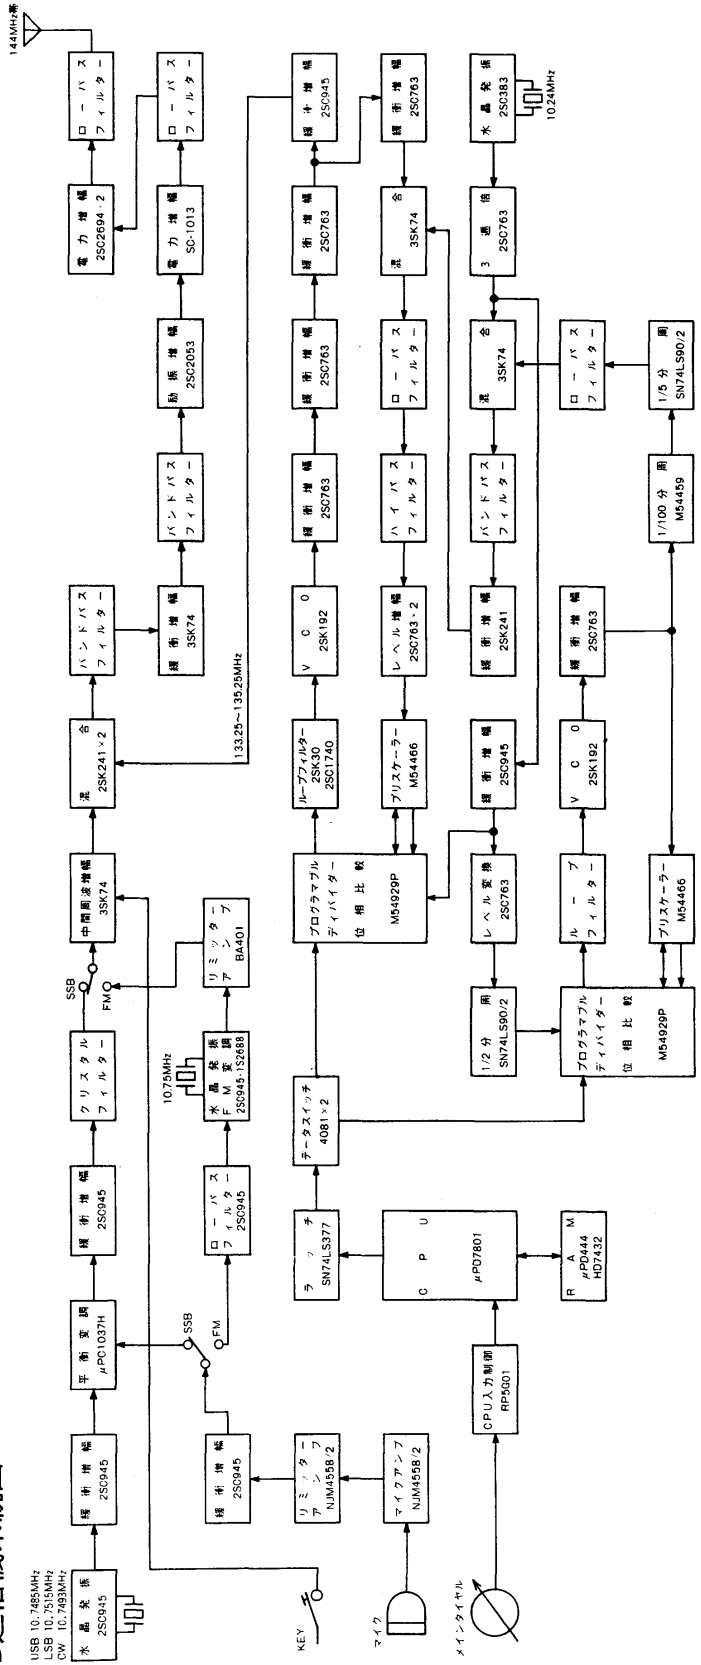 USB 10.7485MHz
LSB 10.7515MHz
CW 10.7493MHz
水晶発振
2SC945
緩衝増幅
2SC945
平衡変調
μPC1037H
緩衝増幅
2SC945
クリスタル
フィルター
SSB
FM
中間周波増幅
3SK74
混合
2SK241×2
バンドパス
フィルター
緩衝増幅
3SK74
バンドパス
フィルター
励振増幅
2SC2053
電力増幅
SC-1013
ローパス
フィルター
電力増幅
2SC2694・2
ローパス
フィルター
144MHz帯
KEY
マイク
マイクアンプ
NJM4558/2
リミッター
アンプ
NJM4558/2
緩衝増幅
2SC945
SSB
FM
ローパス
フィルター
2SC945
10.75MHz
水晶発振
FM変調
2SC945・1S2688
リミッター
アンプ
BA401
133.25〜135.25MHz
メインダイヤル
CPU入力制御
RP5G01
CPU
μPD7801
RAM
μPD444
HD7432
ラッチ
SN74LS377
データスイッチ
4081×2
プログラマブル
ディバイダー
位相比較
M54929P
ループフィルター
2SK30
2SC1740
VCO
2SK192
緩衝増幅
2SC763
緩衝増幅
2SC763
緩衝増幅
2SC763
緩衝増幅
2SC945
緩衝増幅
2SC763
混合
3SK74
ローパス
フィルター
ハイパス
フィルター
レベル増幅
2SC763・2
プリスケーラー
M54466
水晶発振
2SC383
10.24MHz
3逓倍
2SC763
混合
3SK74
バンドパス
フィルター
緩衝増幅
2SK241
緩衝増幅
2SC945
レベル変換
2SC763
1/2分周
SN74LS90/2
プログラマブル
ディバイダー
位相比較
M54929P
ループ
フィルター
VCO
2SK192
緩衝増幅
2SC763
プリスケーラー
M54466
1/100分周
M54459
1/5分周
SN74LS90/2
ローパス
フィルター